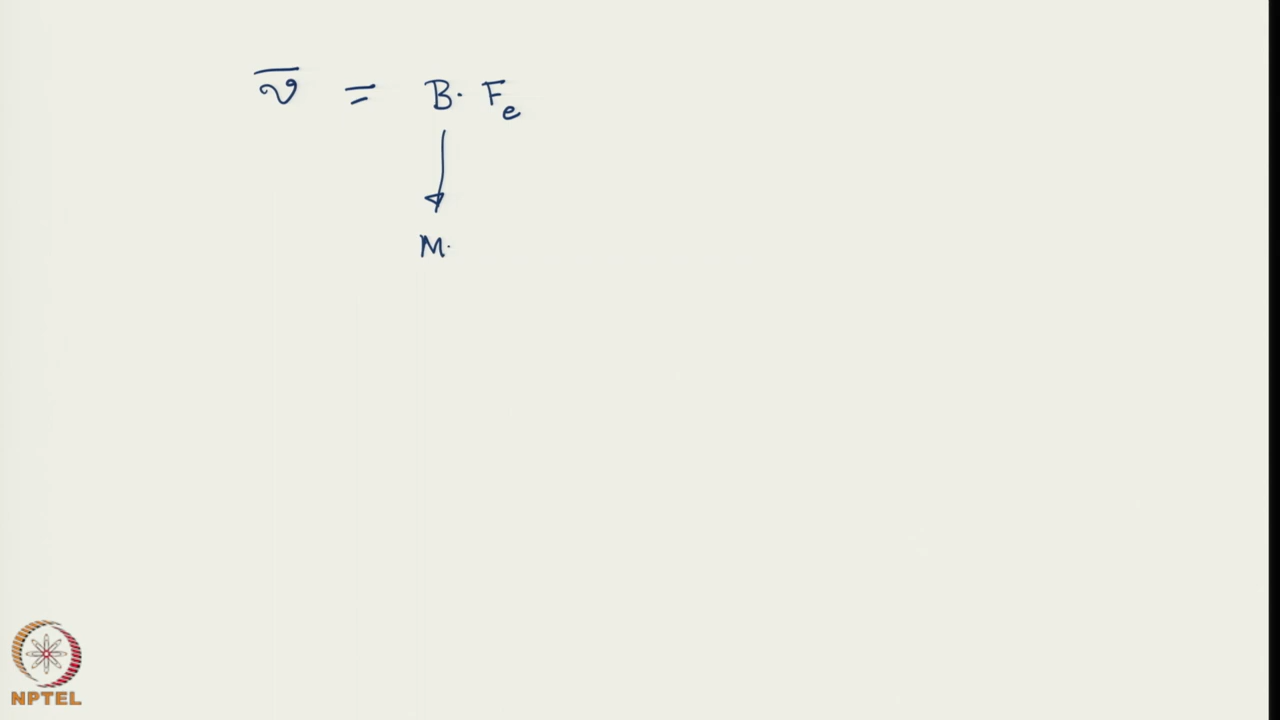 v̅ = B. Fₑ
M.
NPTEL